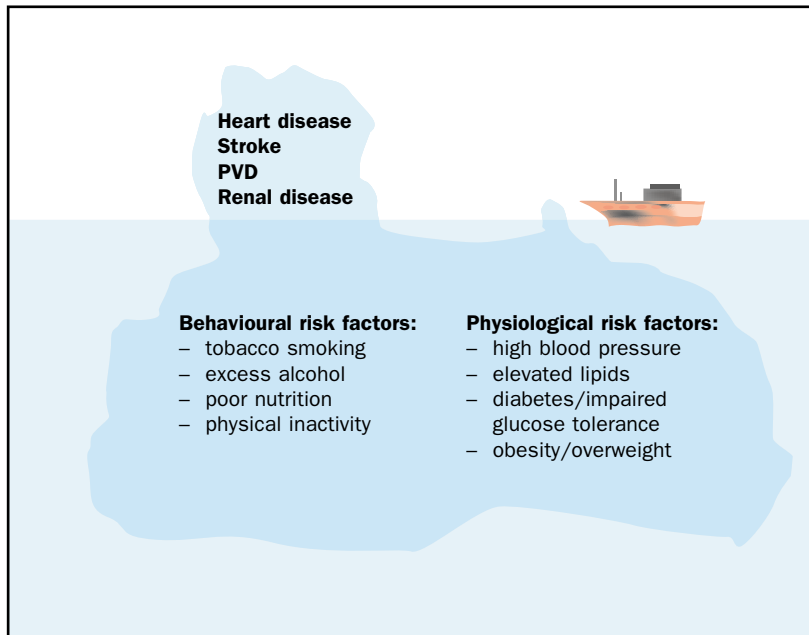 Heart disease
Stroke
PVD
Renal disease
Behavioural risk factors:
– tobacco smoking
– excess alcohol
– poor nutrition
– physical inactivity
Physiological risk factors:
– high blood pressure
– elevated lipids
– diabetes/impaired
glucose tolerance
– obesity/overweight